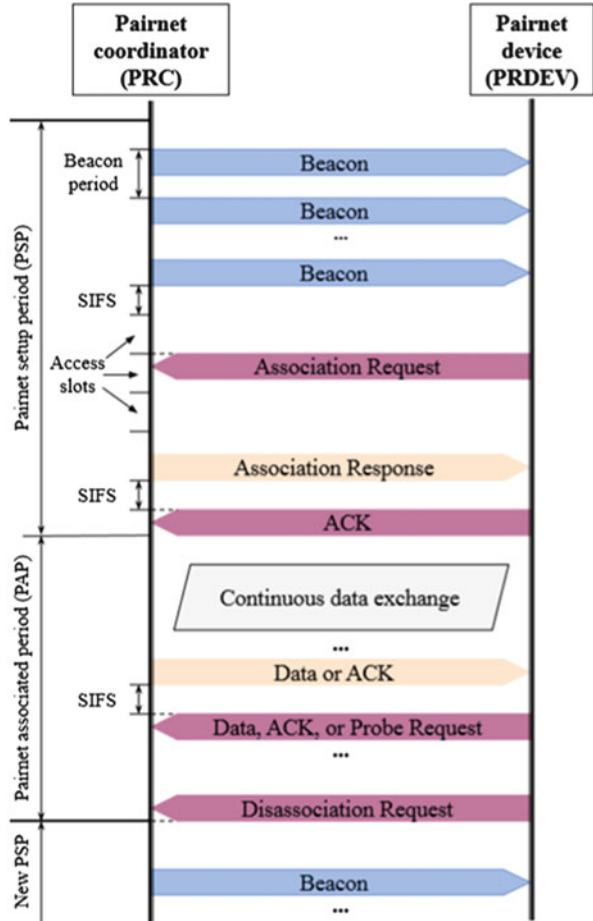 Pairnet
coordinator
(PRC)
Pairnet
device
(PRDEV)
Pairnet setup period (PSP)
Beacon
period
Beacon
Beacon
...
Beacon
SIFS
Access
slots
Association Request
Association Response
SIFS
ACK
Pairnet associated period (PAP)
Continuous data exchange
...
Data or ACK
SIFS
Data, ACK, or Probe Request
...
Disassociation Request
New PSP
Beacon
...